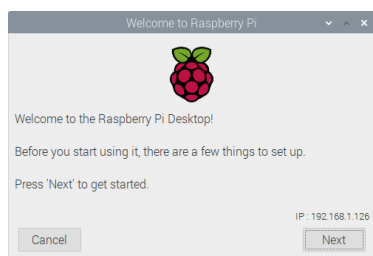 Welcome to Raspberry Pi
Welcome to the Raspberry Pi Desktop!
Before you start using it, there are a few things to set up.
Press 'Next' to get started.
IP : 192.168.1.126
Cancel
Next